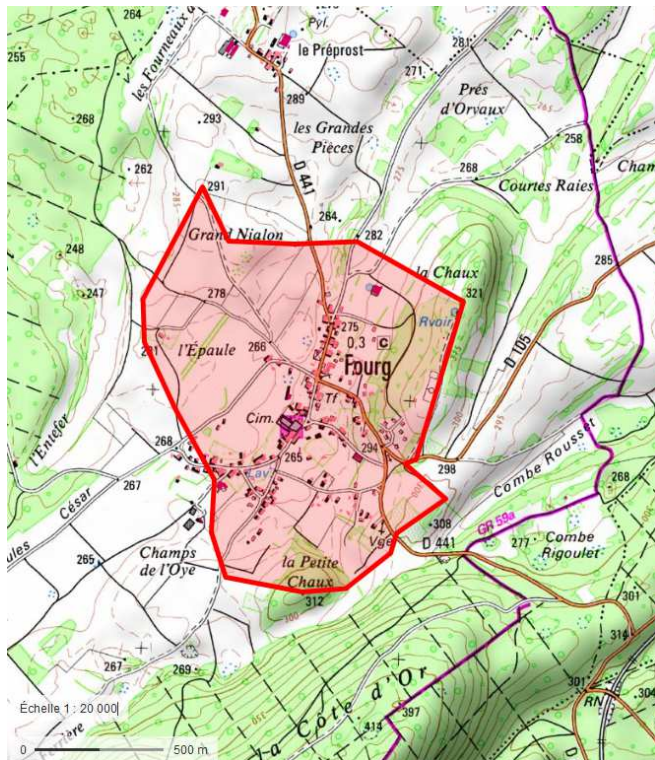 Pyl.
le Préprost
les Fourneaux
255
281
271
289
Prés
d'Orvaux
268
293
les Grandes
Pièces
258
262
268
Courtes Raies
D 441
291
264
282
Grand Nialon
248
la Chaux
285
247
278
321
Rvoir
275
D 105
l'Épaule
266
0,3
C
Fourg
Tf
Cim.
l'Entefer
294
298
268
265
Combe Rousset
268
Lav.
267
César
GR 59a
308
277
Combe
Rigoulet
Vge
D 441
Champs
de l'Oye
265
la Petite
Chaux
312
301
314
267
269
301
304
RN
Échelle 1 : 20 000
la Côte d'Or
397
414
0
500 m